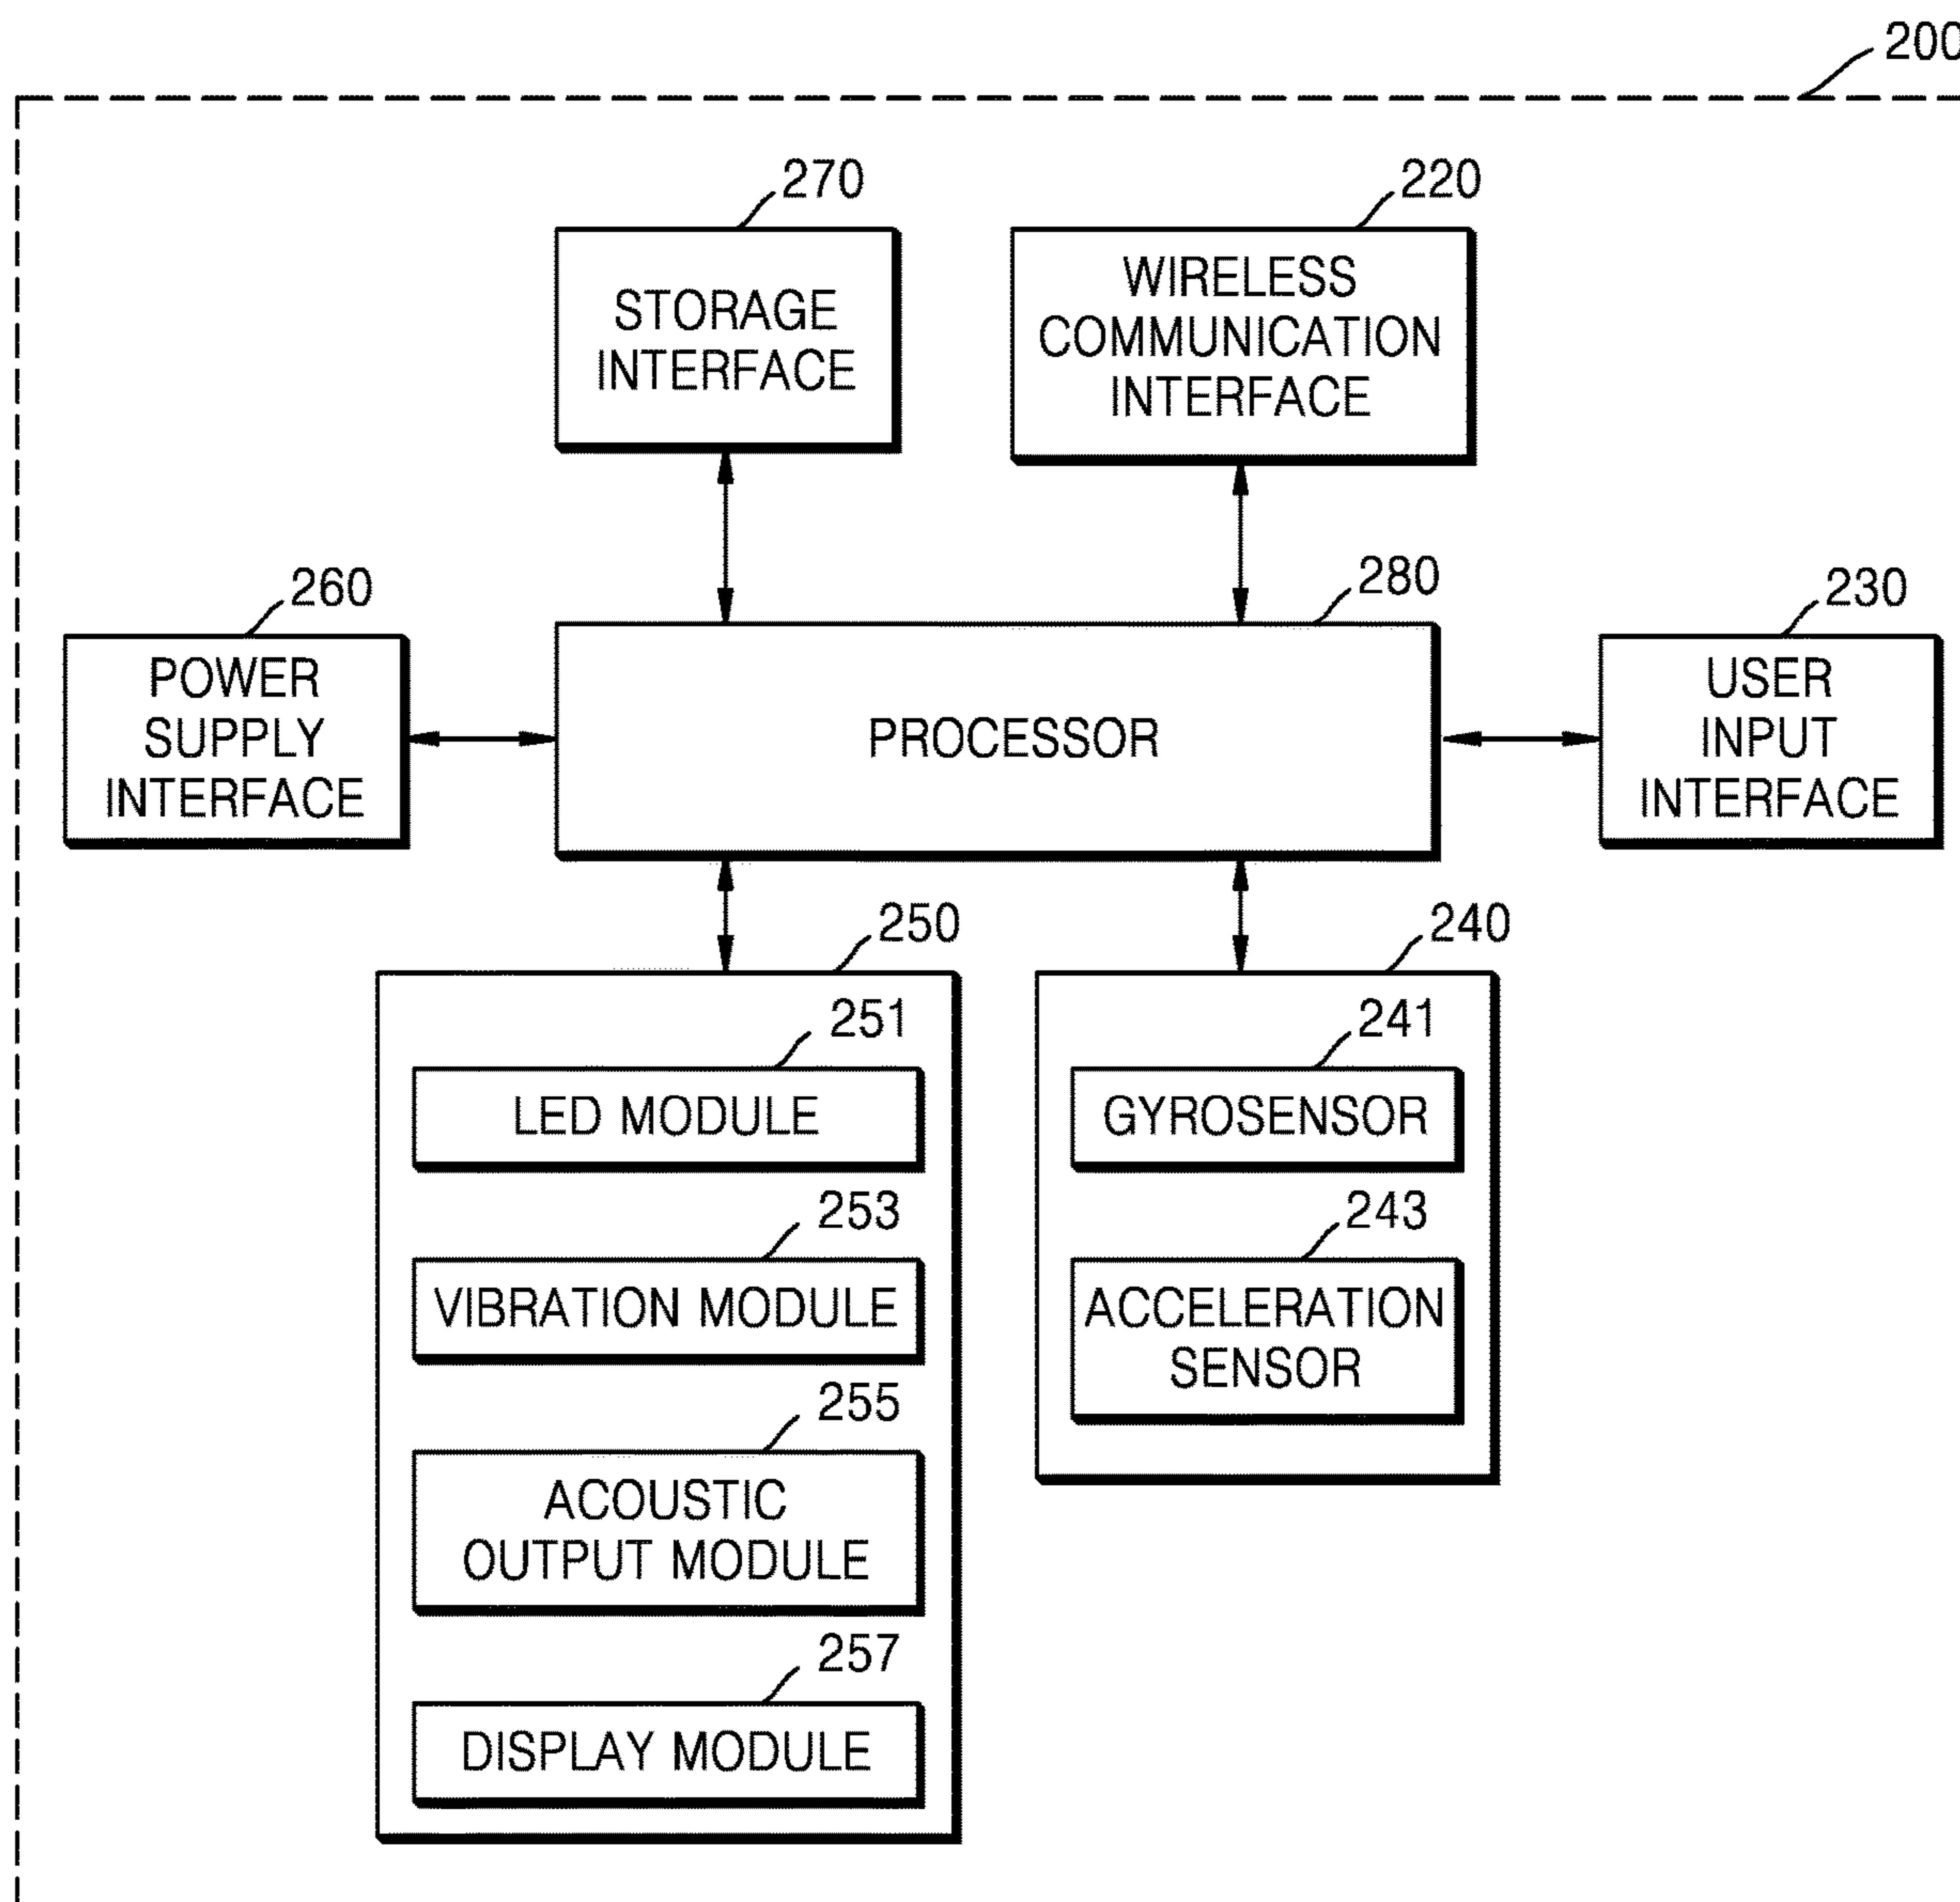 200
270
220
STORAGE
INTERFACE
WIRELESS
COMMUNICATION
INTERFACE
260
280
230
POWER
SUPPLY
INTERFACE
PROCESSOR
USER
INPUT
INTERFACE
250
240
251
LED MODULE
253
VIBRATION MODULE
255
ACOUSTIC
OUTPUT MODULE
257
DISPLAY MODULE
241
GYROSENSOR
243
ACCELERATION
SENSOR